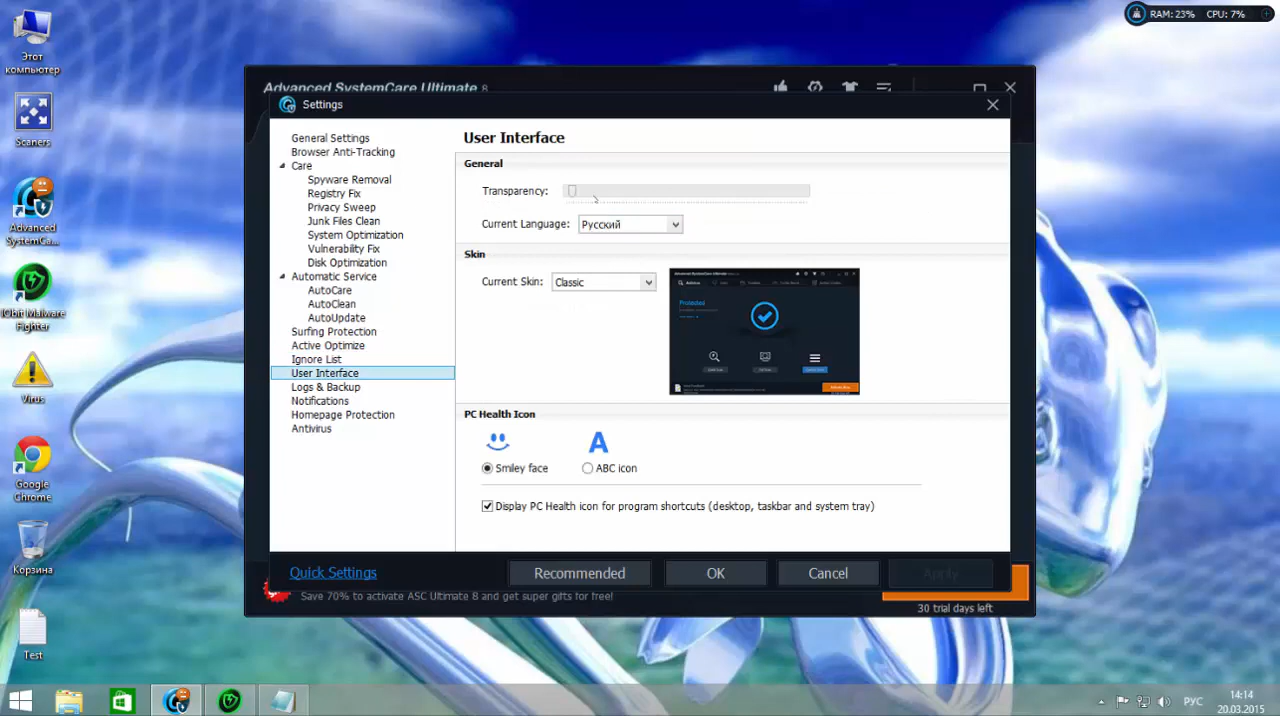 Этот
компьютер
Scaners
Advanced
SystemCa...
IObit Malware
Fighter
Virus
Google
Chrome
Корзина
Test
RAM: 23% CPU: 7%
Advanced SystemCare Ultimate 8
Settings
General Settings
Browser Anti-Tracking
Care
Spyware Removal
Registry Fix
Privacy Sweep
Junk Files Clean
System Optimization
Vulnerability Fix
Disk Optimization
Automatic Service
AutoCare
AutoClean
AutoUpdate
Surfing Protection
Active Optimize
Ignore List
User Interface
Logs & Backup
Notifications
Homepage Protection
Antivirus
User Interface
General
Transparency:
Current Language: Русский
Skin
Current Skin: Classic
Protected
PC Health Icon
A
Smiley face ABC icon
Display PC Health icon for program shortcuts (desktop, taskbar and system tray)
Quick Settings Recommended OK Cancel Apply
Save 70% to activate ASC Ultimate 8 and get super gifts for free!
30 trial days left
РУС
14:14
20.03.2015